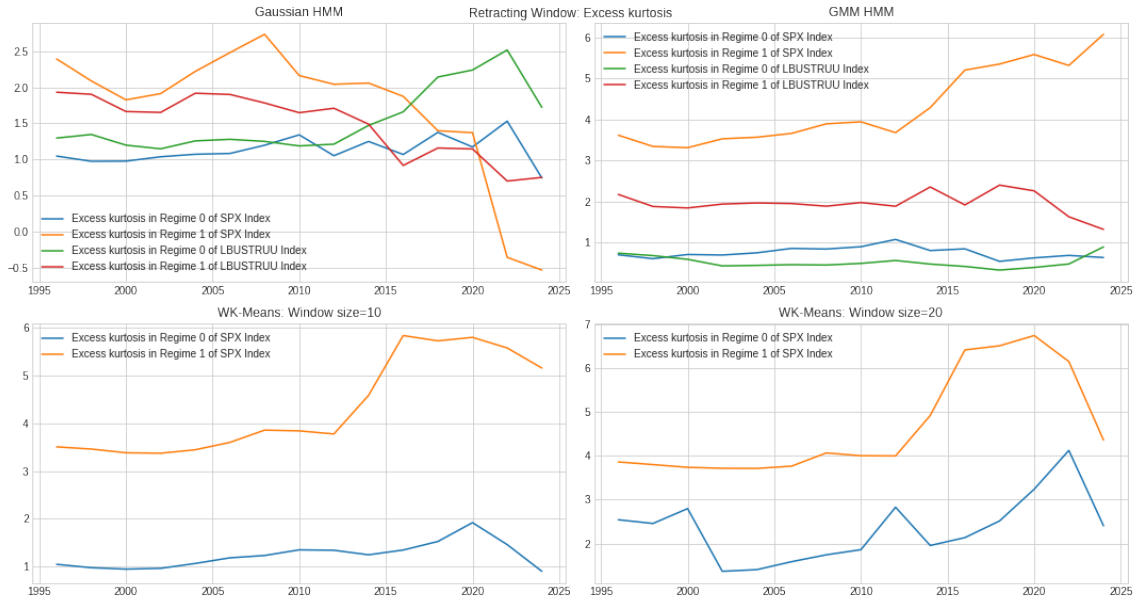 Retracting Window: Excess kurtosis
Gaussian HMM
2.5
2.0
1.5
1.0
0.5
0.0
−0.5
Excess kurtosis in Regime 0 of SPX Index
Excess kurtosis in Regime 1 of SPX Index
Excess kurtosis in Regime 0 of LBUSTRUU Index
Excess kurtosis in Regime 1 of LBUSTRUU Index
1995 2000 2005 2010 2015 2020 2025
GMM HMM
6
5
4
3
2
1
Excess kurtosis in Regime 0 of SPX Index
Excess kurtosis in Regime 1 of SPX Index
Excess kurtosis in Regime 0 of LBUSTRUU Index
Excess kurtosis in Regime 1 of LBUSTRUU Index
1995 2000 2005 2010 2015 2020 2025
WK-Means: Window size=10
6
5
4
3
2
1
Excess kurtosis in Regime 0 of SPX Index
Excess kurtosis in Regime 1 of SPX Index
1995 2000 2005 2010 2015 2020 2025
WK-Means: Window size=20
7
6
5
4
3
2
Excess kurtosis in Regime 0 of SPX Index
Excess kurtosis in Regime 1 of SPX Index
1995 2000 2005 2010 2015 2020 2025